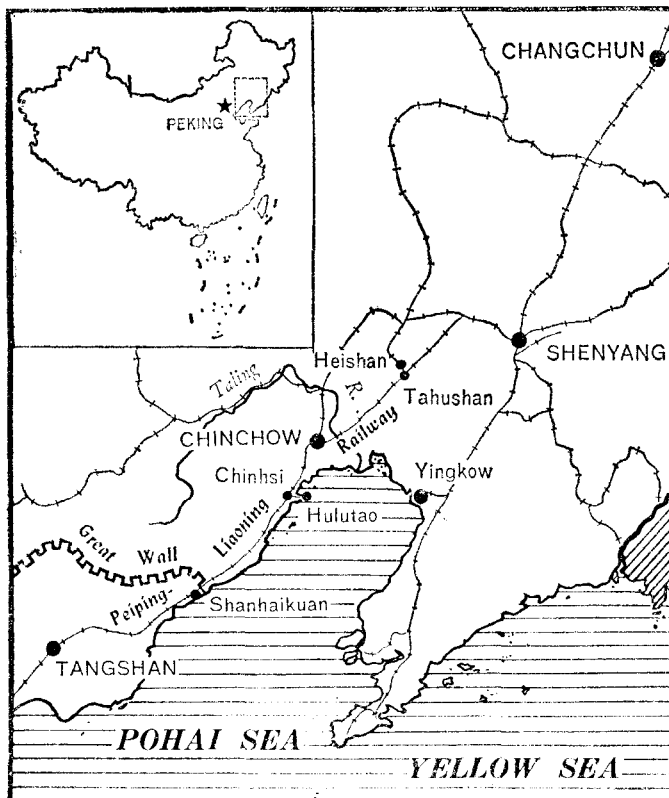 CHANGCHUN
PEKING
SHENYANG
Heishan
Taling
R.
Tahushan
Railway
CHINCHOW
Chinhsi
Yingkow
Hulutao
Liaoning
Great
Wall
Peiping-
Shanhaikuan
TANGSHAN
POHAI SEA
YELLOW SEA